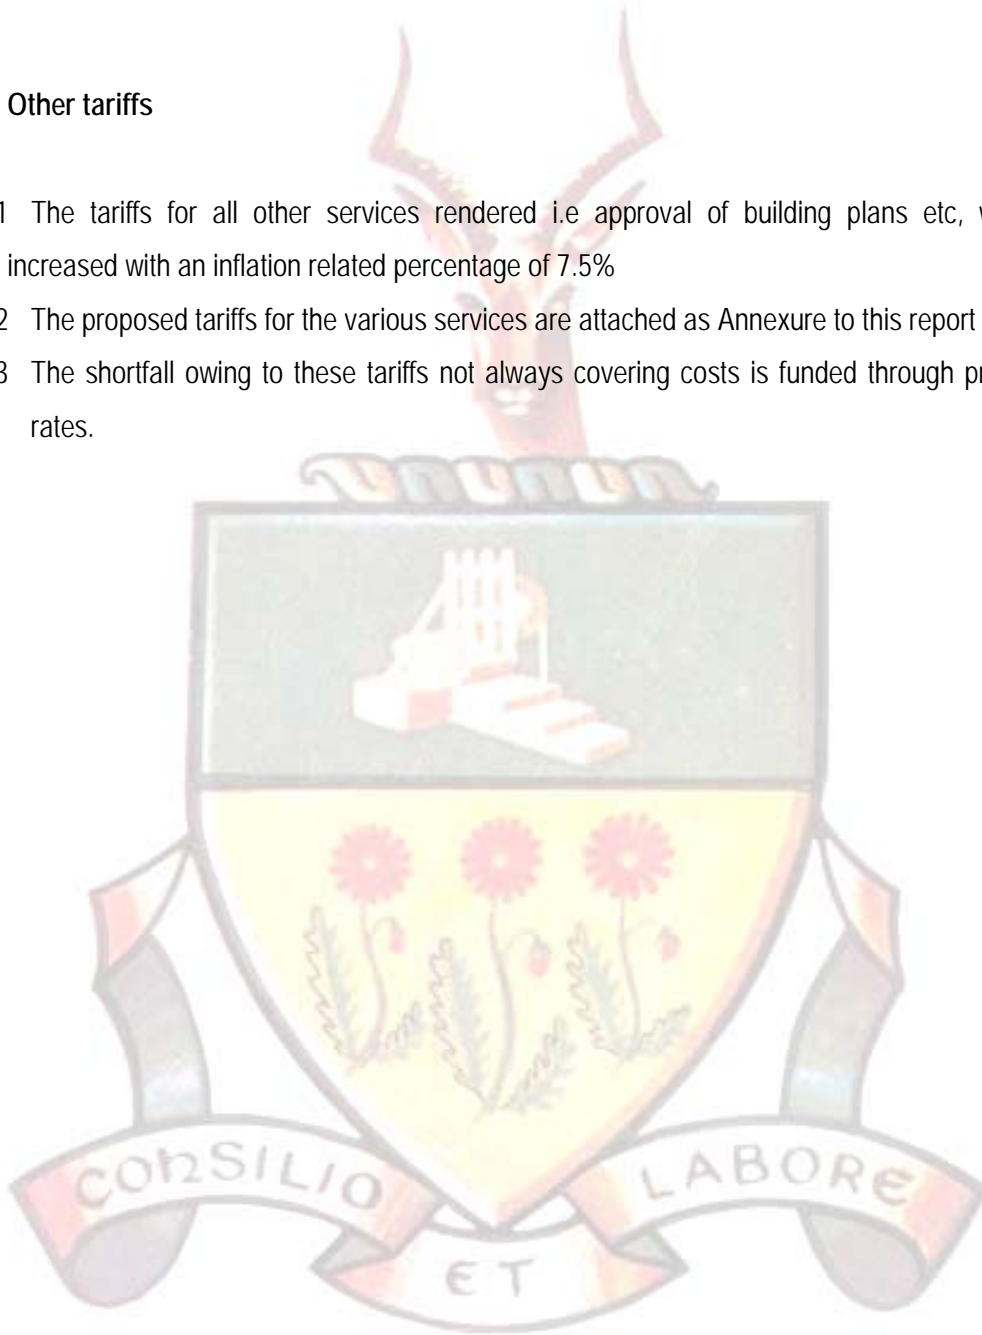 Other tariffs
1 The tariffs for all other services rendered i.e approval of building plans etc,
increased with an inflation related percentage of 7.5%
2 The proposed tariffs for the various services are attached as Annexure to this report
3 The shortfall owing to these tariffs not always covering costs is funded through
rates.
CONSILIO
LABORE
ET